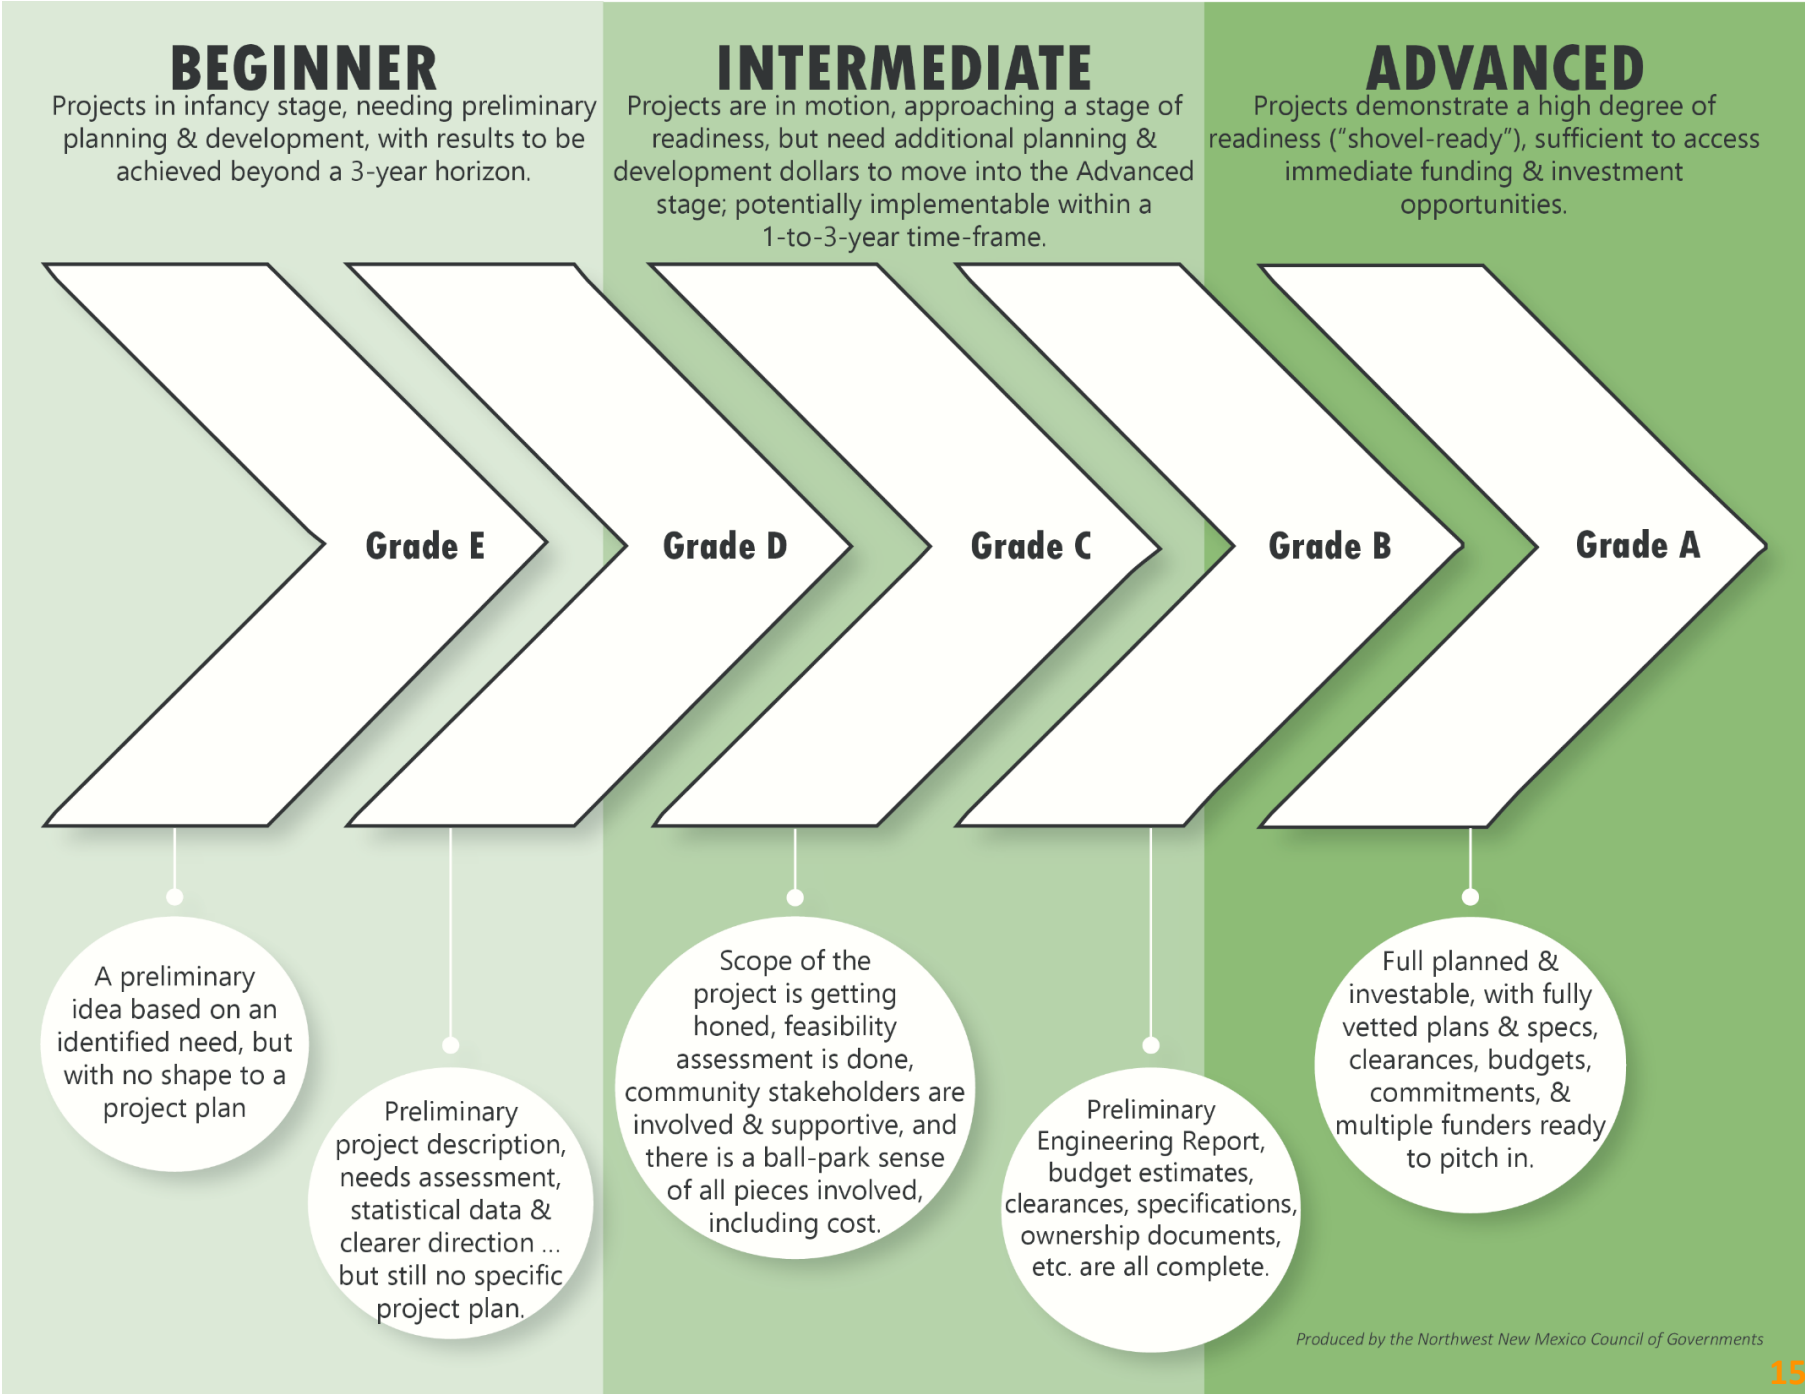 BEGINNER
Projects in infancy stage, needing preliminary
planning & development, with results to be
achieved beyond a 3-year horizon.
INTERMEDIATE
Projects are in motion, approaching a stage of
readiness, but need additional planning &
development dollars to move into the Advanced
stage; potentially implementable within a
1-to-3-year time-frame.
ADVANCED
Projects demonstrate a high degree of
readiness (“shovel-ready”), sufficient to access
immediate funding & investment
opportunities.
Grade E
Grade D
Grade C
Grade B
Grade A
A preliminary
idea based on an
identified need, but
with no shape to a
project plan
Preliminary
project description,
needs assessment,
statistical data &
clearer direction ...
but still no specific
project plan.
Scope of the
project is getting
honed, feasibility
assessment is done,
community stakeholders are
involved & supportive, and
there is a ball-park sense
of all pieces involved,
including cost.
Preliminary
Engineering Report,
budget estimates,
clearances, specifications,
ownership documents,
etc. are all complete.
Full planned &
investable, with fully
vetted plans & specs,
clearances, budgets,
commitments, &
multiple funders ready
to pitch in.
Produced by the Northwest New Mexico Council of Governments
15